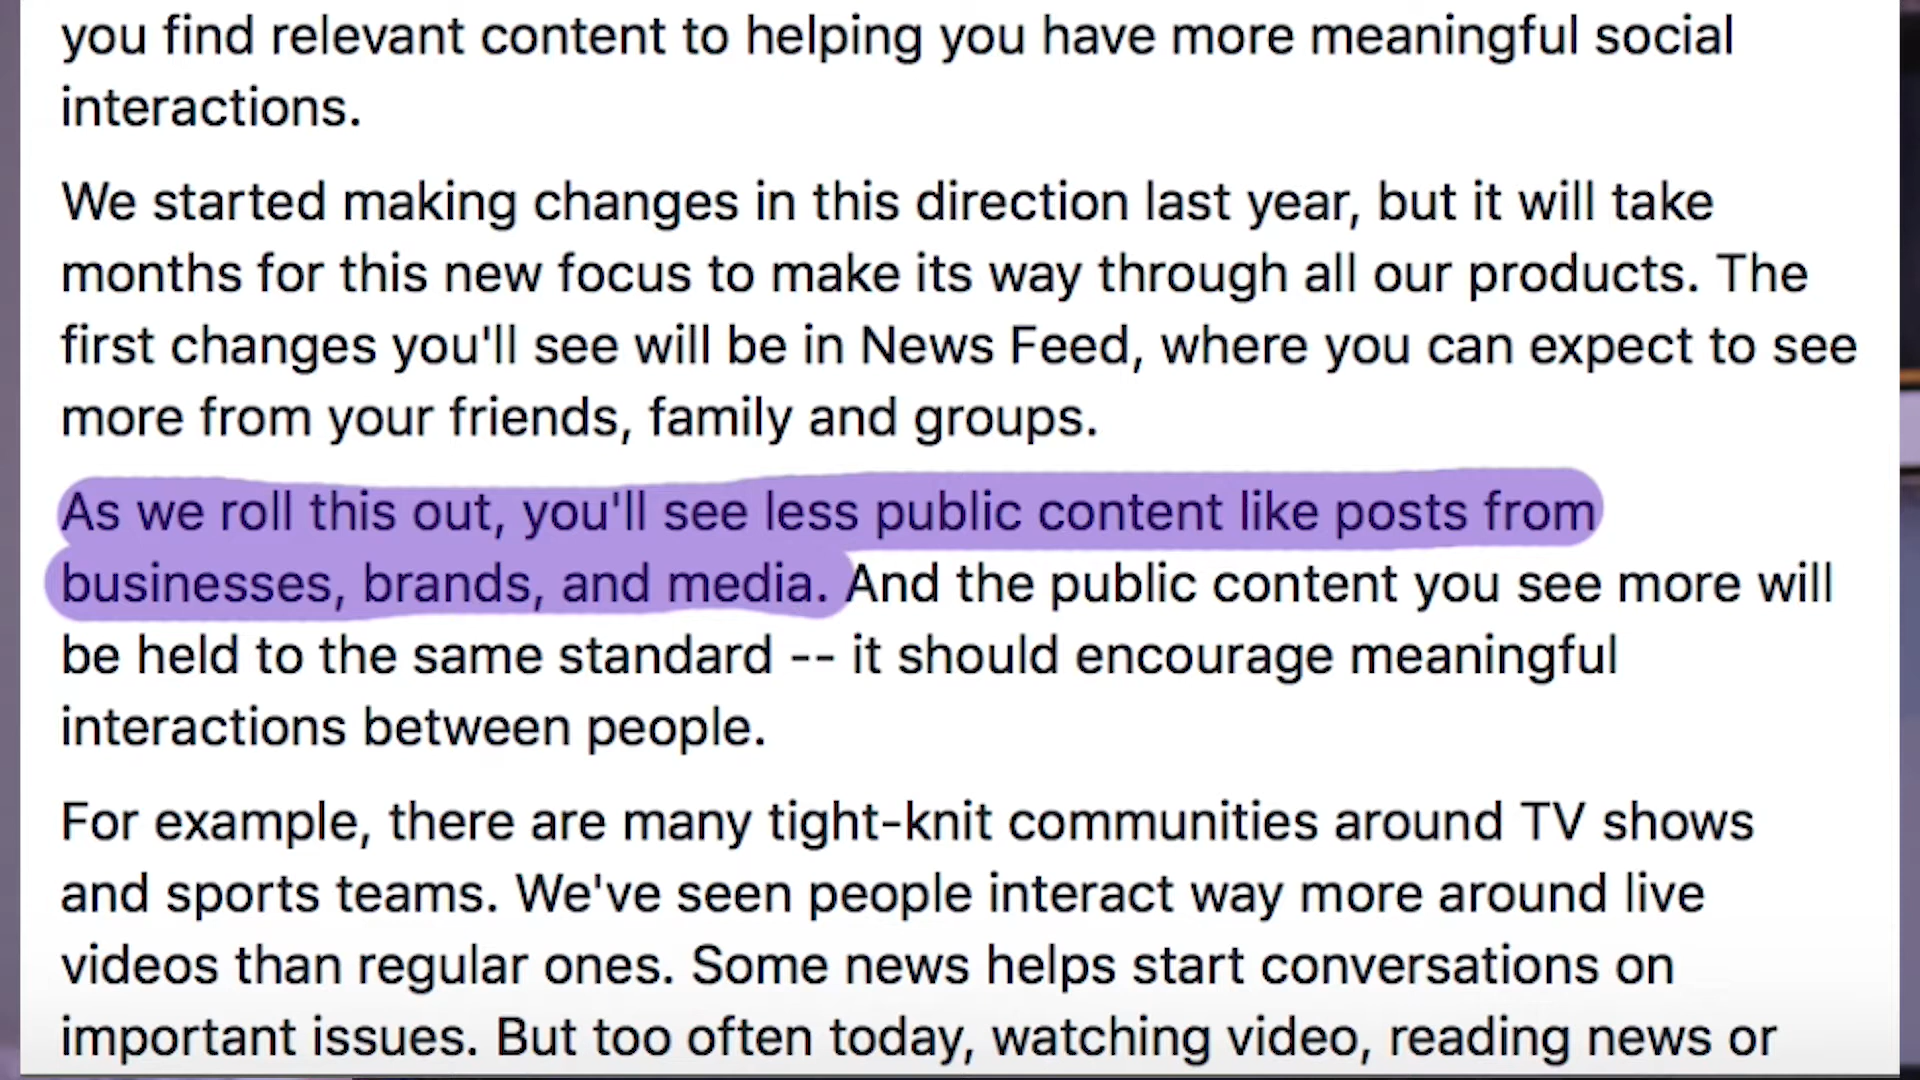 you find relevant content to helping you have more meaningful social
interactions.
We started making changes in this direction last year, but it will take
months for this new focus to make its way through all our products. The
first changes you'll see will be in News Feed, where you can expect to see
more from your friends, family and groups.
As we roll this out, you'll see less public content like posts from
businesses, brands, and media. And the public content you see more will
be held to the same standard -- it should encourage meaningful
interactions between people.
For example, there are many tight-knit communities around TV shows
and sports teams. We've seen people interact way more around live
videos than regular ones. Some news helps start conversations on
important issues. But too often today, watching video, reading news or